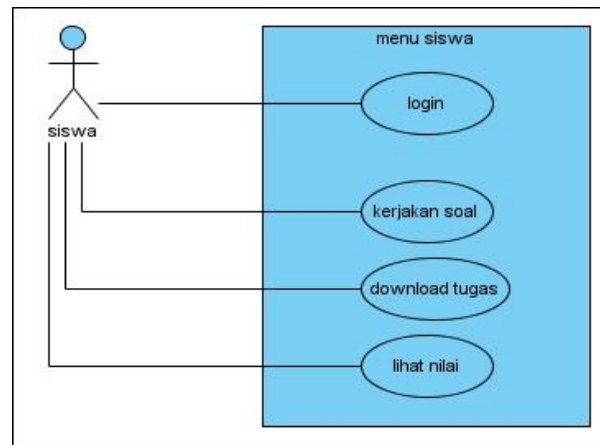 menu siswa
login
siswa
kerjakan soal
download tugas
lihat nilai